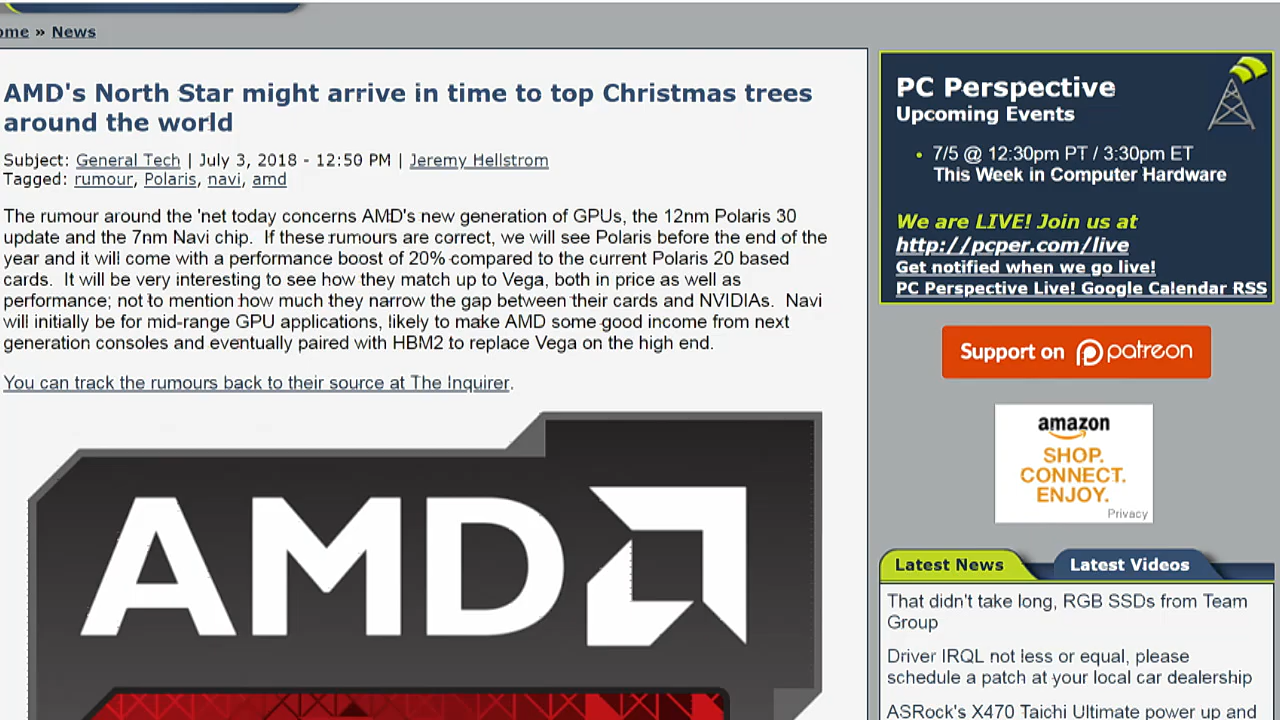 ome » News
AMD's North Star might arrive in time to top Christmas trees
around the world
Subject: General Tech | July 3, 2018 - 12:50 PM | Jeremy Hellstrom
Tagged: rumour, Polaris, navi, amd
The rumour around the 'net today concerns AMD's new generation of GPUs, the 12nm Polaris 30
update and the 7nm Navi chip.  If these rumours are correct, we will see Polaris before the end of the
year and it will come with a performance boost of 20% compared to the current Polaris 20 based
cards.  It will be very interesting to see how they match up to Vega, both in price as well as
performance; not to mention how much they narrow the gap between their cards and NVIDIAs.  Navi
will initially be for mid-range GPU applications, likely to make AMD some good income from next
generation consoles and eventually paired with HBM2 to replace Vega on the high end.
You can track the rumours back to their source at The Inquirer.
AMD
PC Perspective
Upcoming Events
• 7/5 @ 12:30pm PT / 3:30pm ET
This Week in Computer Hardware
We are LIVE! Join us at
http://pcper.com/live
Get notified when we go live!
PC Perspective Live! Google Calendar RSS
Support on patreon
amazon
SHOP.
CONNECT.
ENJOY.
Privacy
Latest News Latest Videos
That didn't take long, RGB SSDs from Team
Group
Driver IRQL not less or equal, please
schedule a patch at your local car dealership
ASRock's X470 Taichi Ultimate power up and